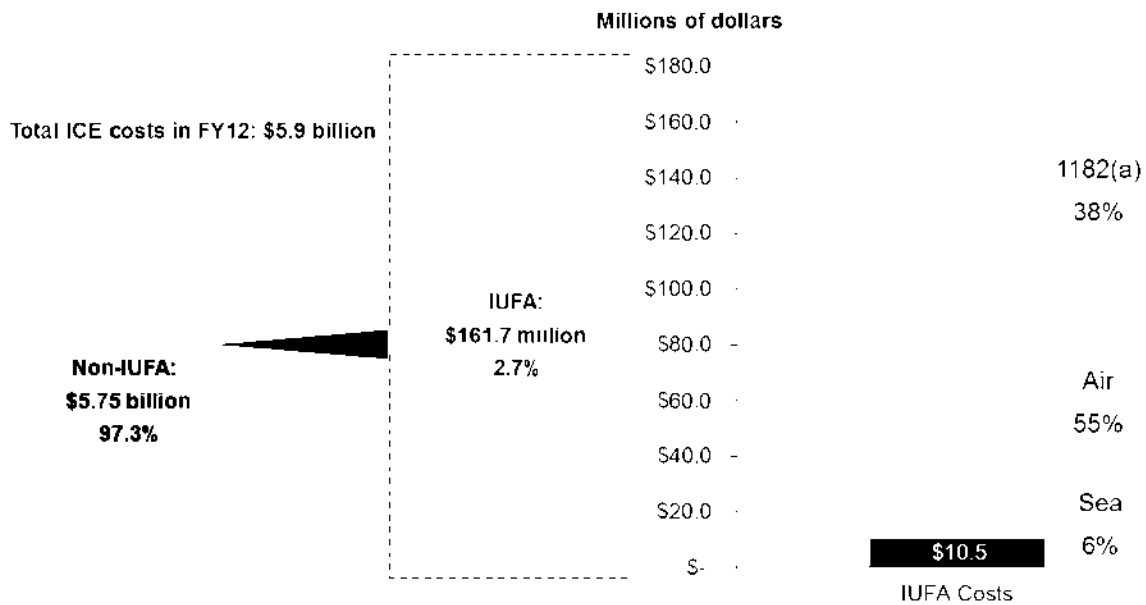 Millions of dollars
Total ICE costs in FY12: $5.9 billion
Non-IUFA:
$5.75 billion
97.3%
IUFA:
$161.7 million
2.7%
$180.0
$160.0
$140.0
$120.0
$100.0
$80.0
$60.0
$40.0
$20.0
$-
1182(a)
38%
Air
55%
Sea
6%
$10.5
IUFA Costs